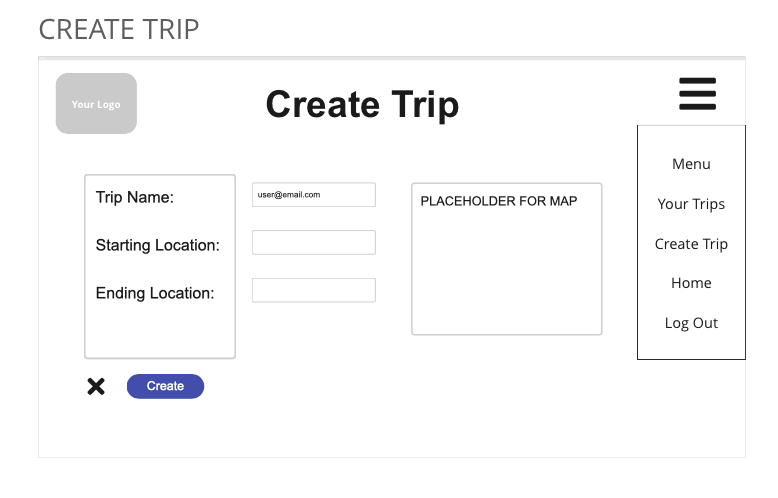 CREATE TRIP
Your Logo
Create Trip
Menu
Your Trips
Create Trip
Home
Log Out
Trip Name:
user@email.com
Starting Location:
Ending Location:
PLACEHOLDER FOR MAP
Create